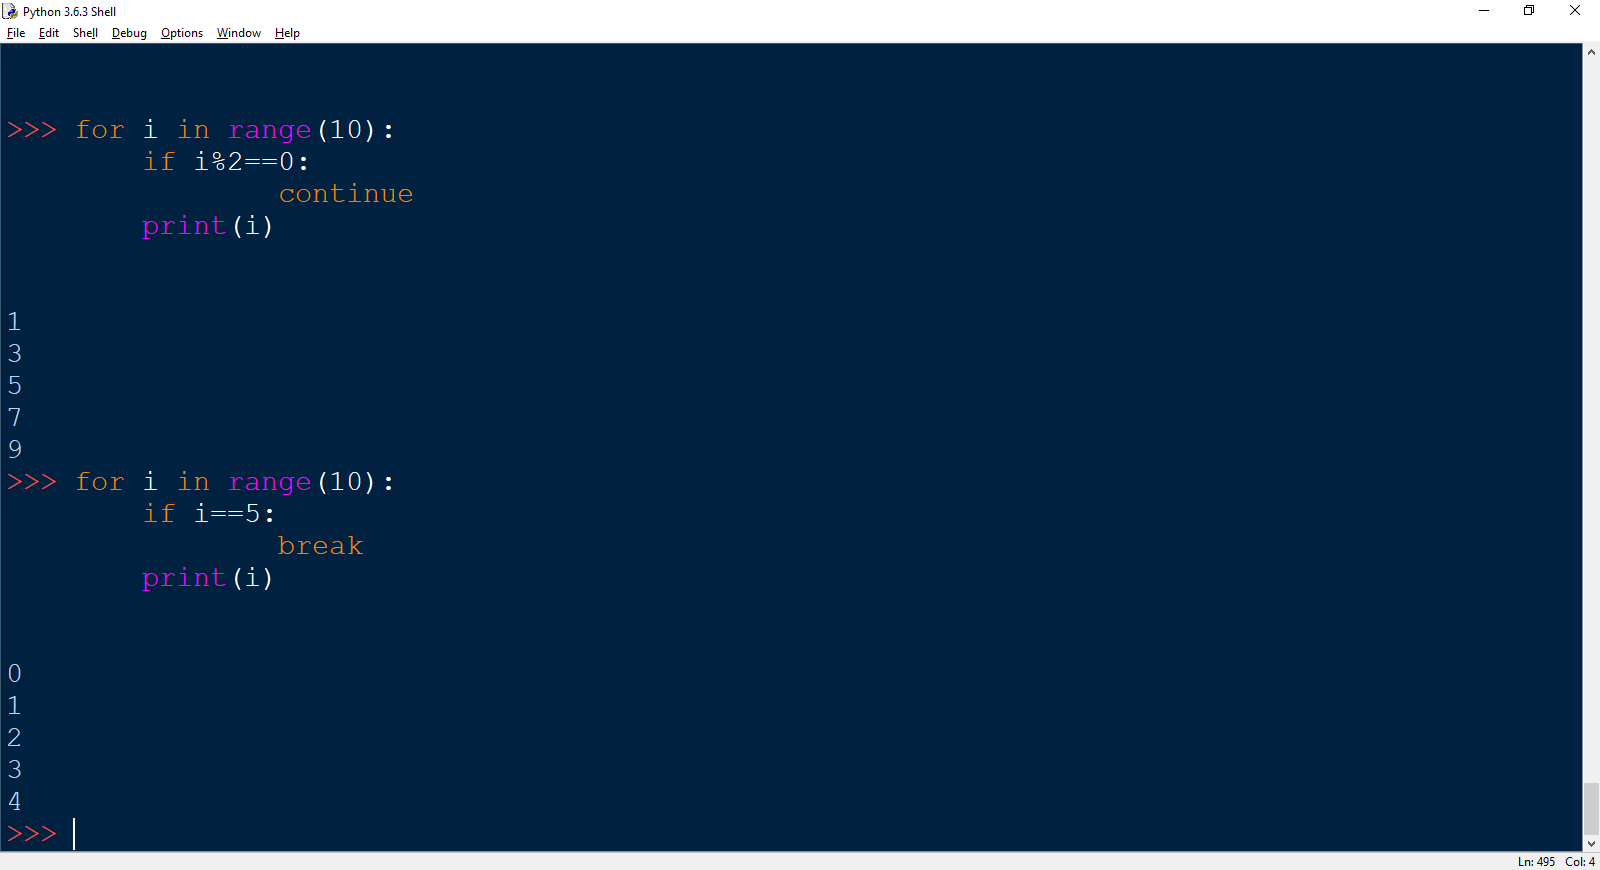 Python 3.6.3 Shell
File Edit Shell Debug Options Window Help
>>> for i in range(10):
        if i%2==0:
                continue
        print(i)
1
3
5
7
9
>>> for i in range(10):
        if i==5:
                break
        print(i)
0
1
2
3
4
>>>
Ln: 495 Col: 4